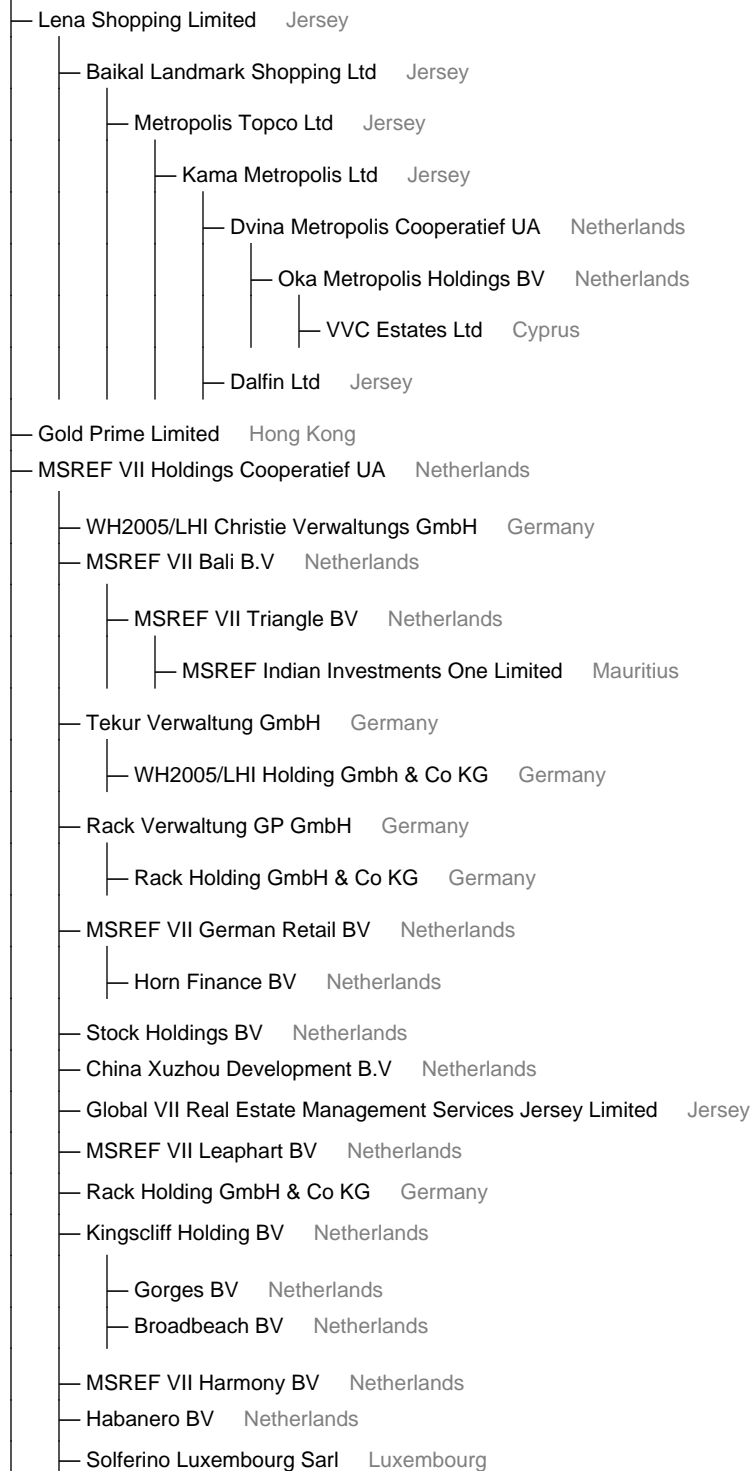 Lena Shopping Limited Jersey
Baikal Landmark Shopping Ltd Jersey
Metropolis Topco Ltd Jersey
Kama Metropolis Ltd Jersey
Dvina Metropolis Cooperatief UA Netherlands
Oka Metropolis Holdings BV Netherlands
VVC Estates Ltd Cyprus
Dalfin Ltd Jersey
Gold Prime Limited Hong Kong
MSREF VII Holdings Cooperatief UA Netherlands
WH2005/LHI Christie Verwaltungs GmbH Germany
MSREF VII Bali B.V Netherlands
MSREF VII Triangle BV Netherlands
MSREF Indian Investments One Limited Mauritius
Tekur Verwaltung GmbH Germany
WH2005/LHI Holding Gmbh & Co KG Germany
Rack Verwaltung GP GmbH Germany
Rack Holding GmbH & Co KG Germany
MSREF VII German Retail BV Netherlands
Horn Finance BV Netherlands
Stock Holdings BV Netherlands
China Xuzhou Development B.V Netherlands
Global VII Real Estate Management Services Jersey Limited Jersey
MSREF VII Leaphart BV Netherlands
Rack Holding GmbH & Co KG Germany
Kingscliff Holding BV Netherlands
Gorges BV Netherlands
Broadbeach BV Netherlands
MSREF VII Harmony BV Netherlands
Habanero BV Netherlands
Solferino Luxembourg Sarl Luxembourg